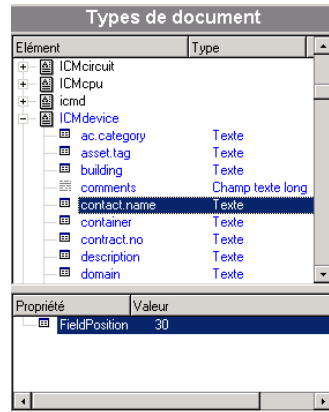 Types de document
Elément Type
ICMcircuit
ICMcpu
icmd
ICMdevice
ac.category Texte
asset.tag Texte
building Texte
comments Champ texte long
contact.name Texte
container Texte
contract.no Texte
description Texte
domain Texte
Propriété Valeur
FieldPosition 30